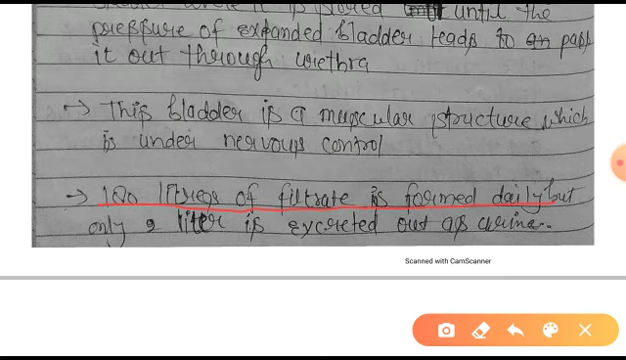 until the
pressure of expanded bladder leads to pass
it out through urethra
→ This bladder is a muscular structure which
is under nervous control
→ 180 litres of filtrate is formed daily but
only 2 liter is excreted out as urine.
Scanned with CamScanner